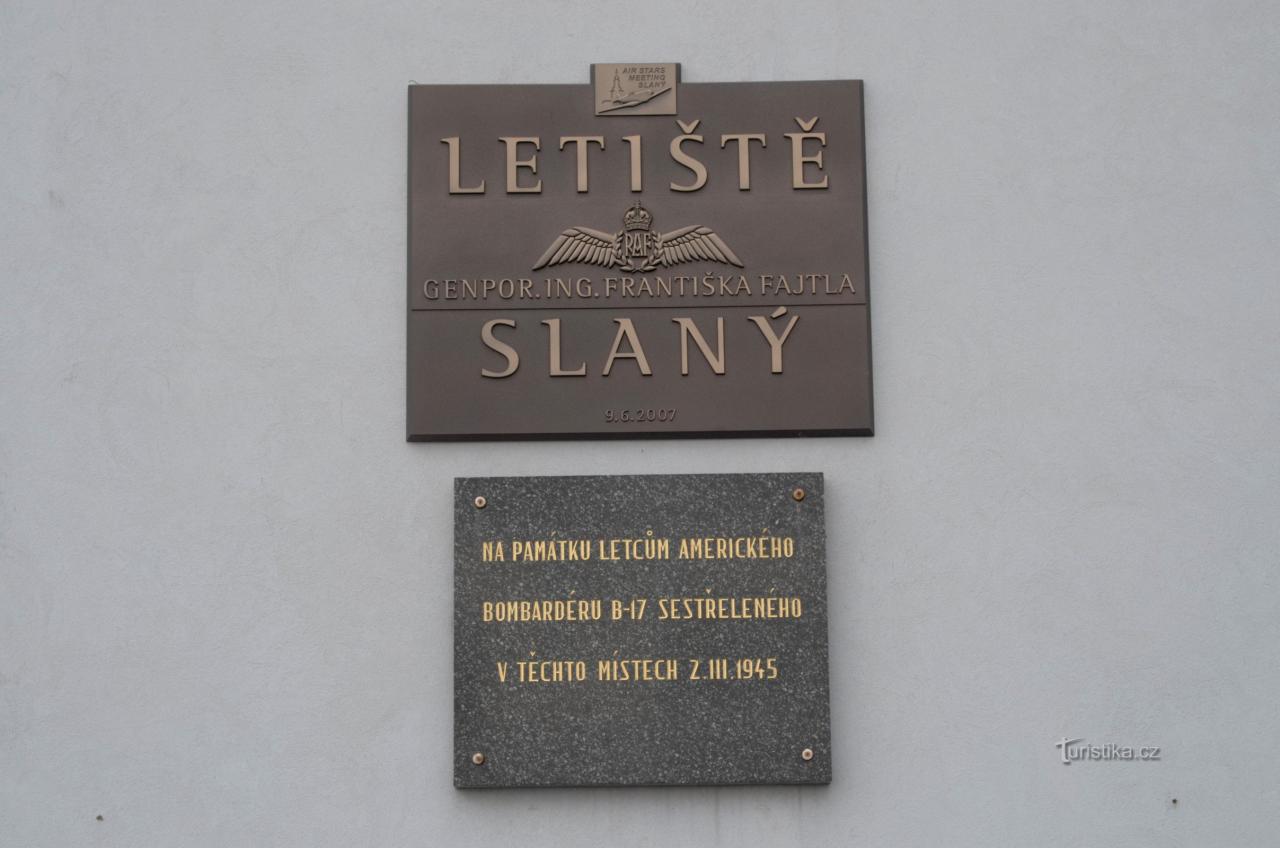 AIR STARS
MEETING
SLANÝ
LETIŠTĚ
RAF
GENPOR. ING. FRANTIŠKA FAJTLA
SLANÝ
9.6.2007
NA PAMÁTKU LETCŮM AMERICKÉHO
BOMBARDÉRU B-17 SESTŘELENÉHO
V TĚCHTO MÍSTECH 2.III.1945
Turistika.cz